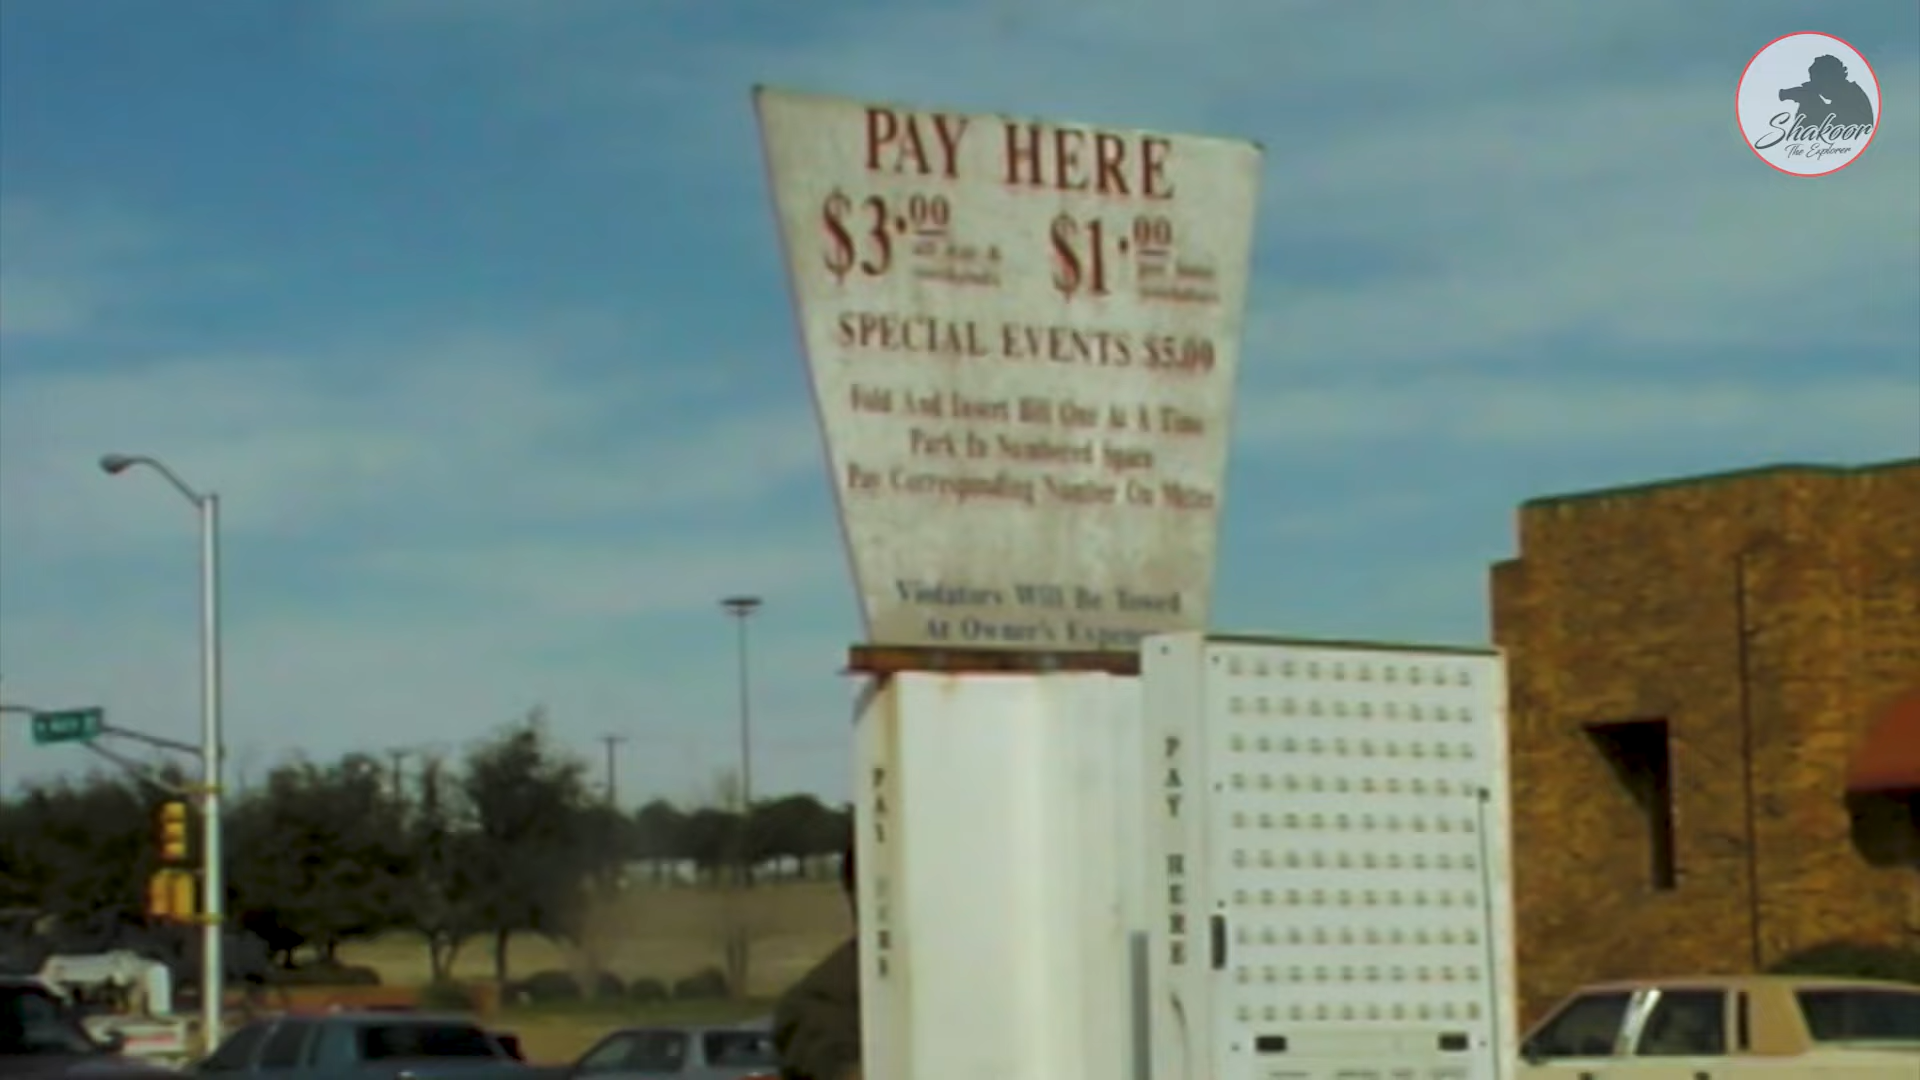 PAY HERE
$3.00 $1.00
SPECIAL EVENTS $5.00
Fold And Insert Bill One At A Time
Park In Numbered Space
Pay Corresponding Number On Meter
Violators Will Be Towed
At Owner's Expense
PAY HERE
PAY HERE
Shakoor
The Explorer